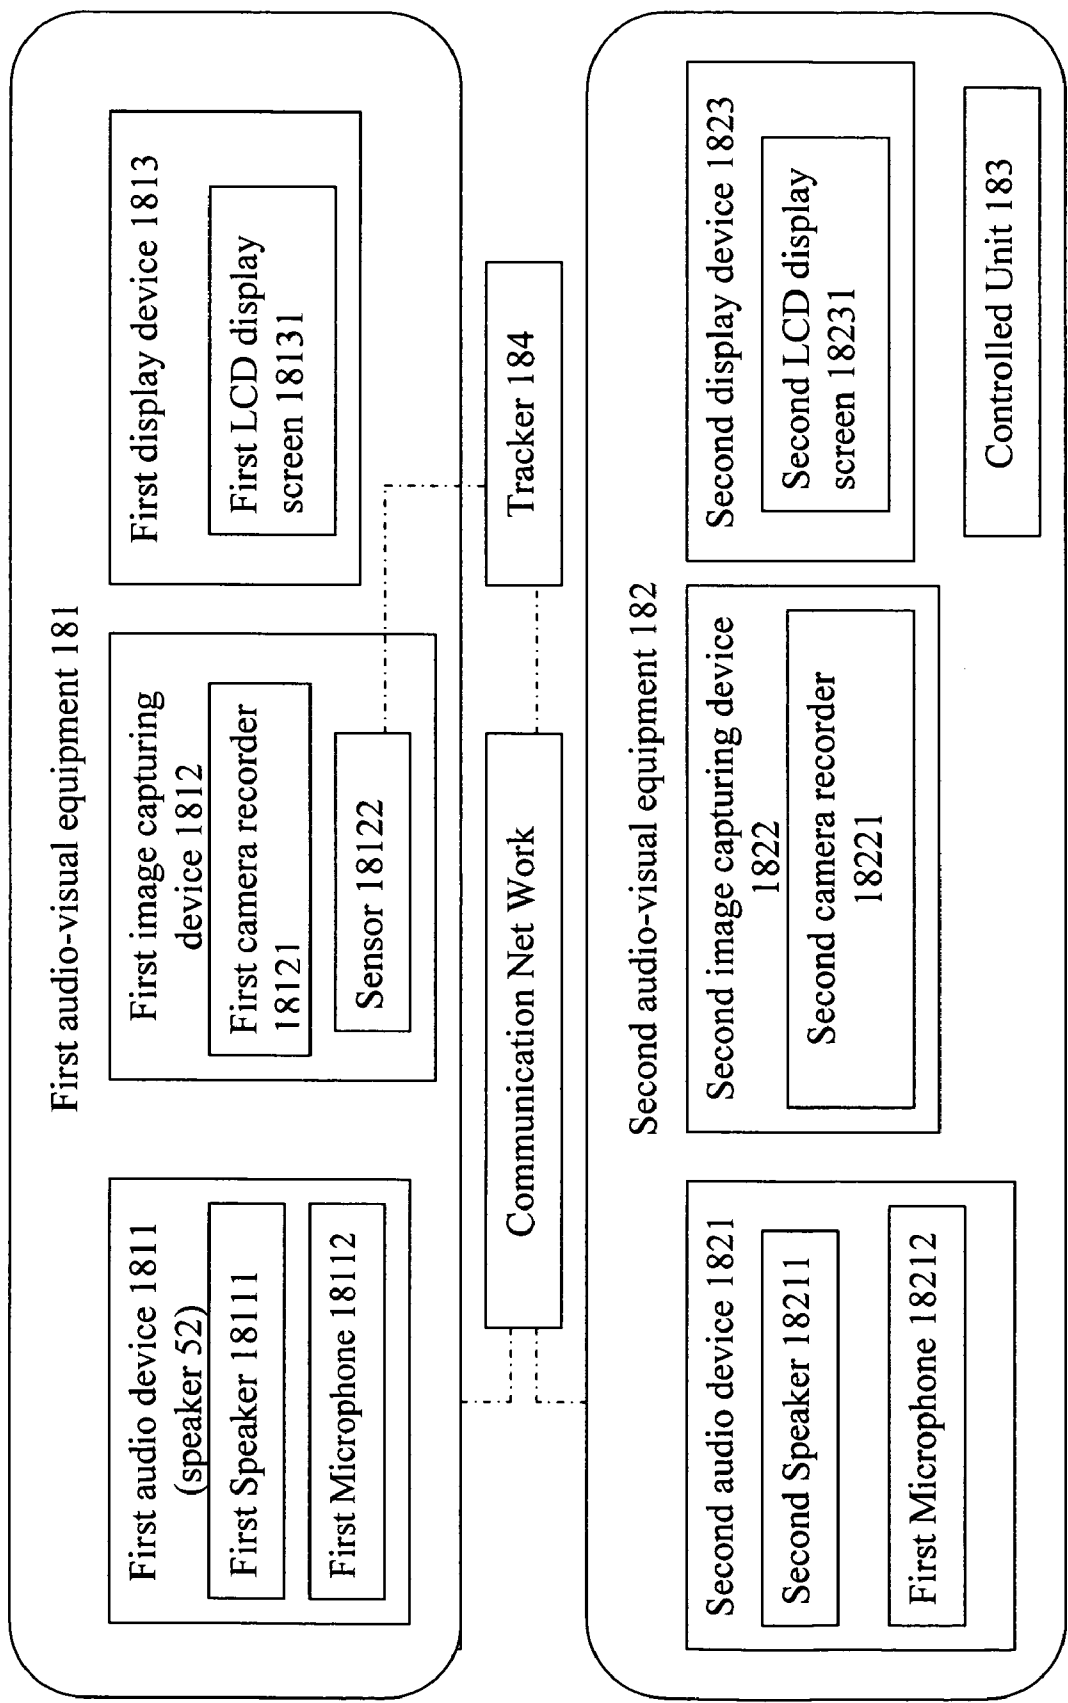 First audio-visual equipment 181
First audio device 1811
(speaker 52)
First Speaker 18111
First Microphone 18112
First image capturing
device 1812
First camera recorder
18121
Sensor 18122
First display device 1813
First LCD display
screen 18131
Communication Net Work
Tracker 184
Second audio-visual equipment 182
Second audio device 1821
Second Speaker 18211
First Microphone 18212
Second image capturing device
1822
Second camera recorder
18221
Second display device 1823
Second LCD display
screen 18231
Controlled Unit 183